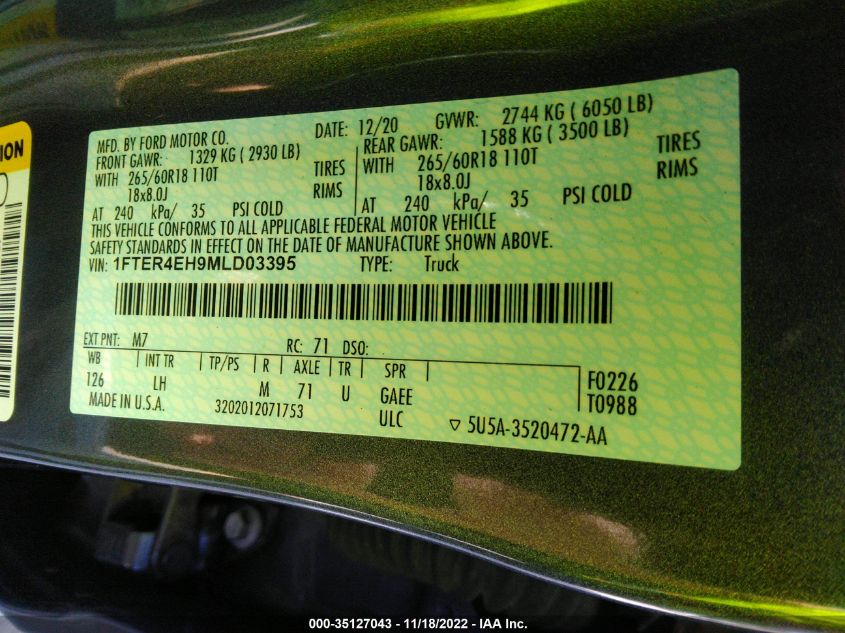 MFD. BY FORD MOTOR CO. DATE: 12/20 GVWR: 2744 KG ( 6050 LB)
FRONT GAWR: 1329 KG ( 2930 LB) REAR GAWR: 1588 KG ( 3500 LB)
WITH 265/60R18 110T TIRES WITH 265/60R18 110T TIRES
18x8.0J RIMS 18x8.0J RIMS
AT 240 kPa/ 35 PSI COLD AT 240 kPa/ 35 PSI COLD
THIS VEHICLE CONFORMS TO ALL APPLICABLE FEDERAL MOTOR VEHICLE
SAFETY STANDARDS IN EFFECT ON THE DATE OF MANUFACTURE SHOWN ABOVE.
VIN: 1FTER4EH9MLD03395 TYPE: Truck
EXT PNT: M7 RC: 71 DSO:
WB INT TR TP/PS R AXLE TR SPR
126 LH M 71 U GAEE F0226
MADE IN U.S.A. 3202012071753 ULC T0988
▽ 5U5A-3520472-AA
000-35127043 - 11/18/2022 - IAA Inc.